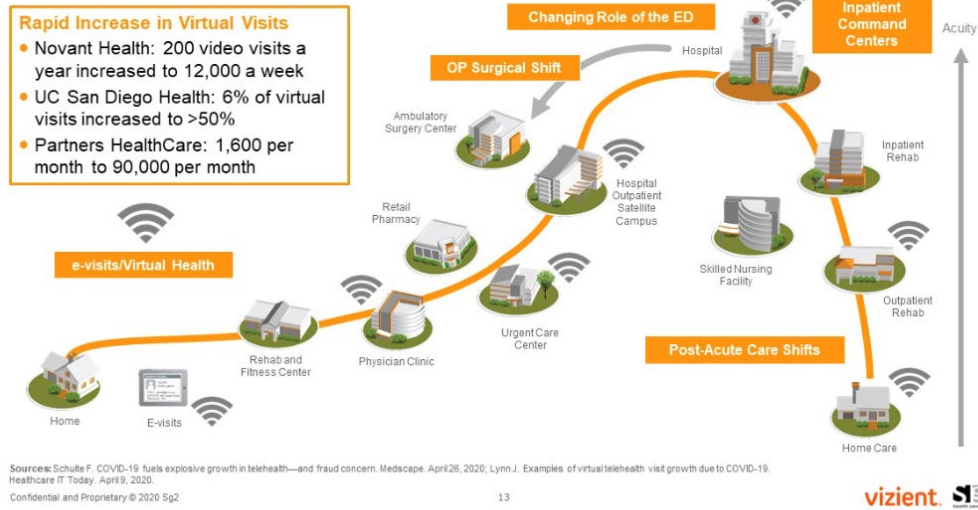 Rapid Increase in Virtual Visits
• Novant Health: 200 video visits a
year increased to 12,000 a week
• UC San Diego Health: 6% of virtual
visits increased to >50%
• Partners HealthCare: 1,600 per
month to 90,000 per month
Changing Role of the ED
Inpatient
Command
Centers
Acuity
Hospital
OP Surgical Shift
Ambulatory
Surgery Center
Inpatient
Rehab
Hospital
Outpatient
Satellite
Campus
Retail
Pharmacy
Skilled Nursing
Facility
e-visits/Virtual Health
Outpatient
Rehab
Urgent Care
Center
Rehab and
Fitness Center
Physician Clinic
Post-Acute Care Shifts
Home
E-visits
Home Care
Sources: Schulte F. COVID-19 fuels explosive growth in telehealth—and fraud concern. Medscape. April 26, 2020; Lynn J. Examples of virtual telehealth visit growth due to COVID-19.
Healthcare IT Today. April 9, 2020.
Confidential and Proprietary © 2020 Sg2
13
vizient.